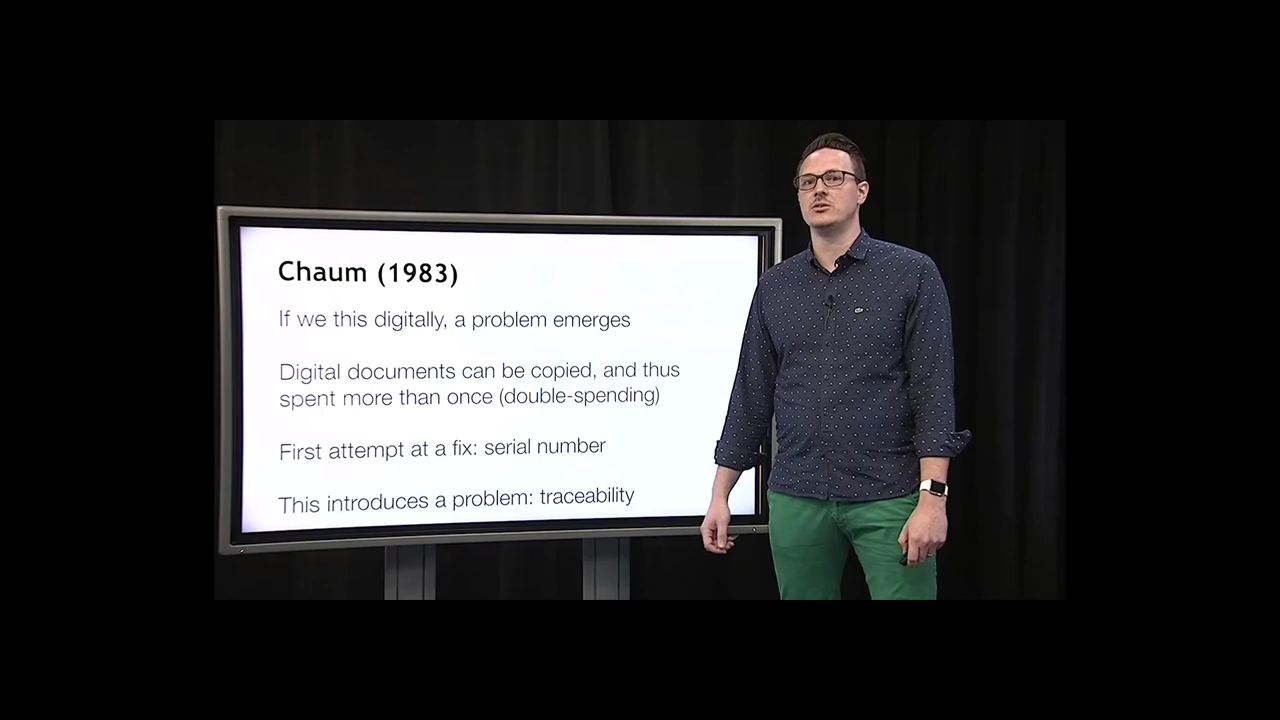 Chaum (1983)
If we this digitally, a problem emerges
Digital documents can be copied, and thus
spent more than once (double-spending)
First attempt at a fix: serial number
This introduces a problem: traceability